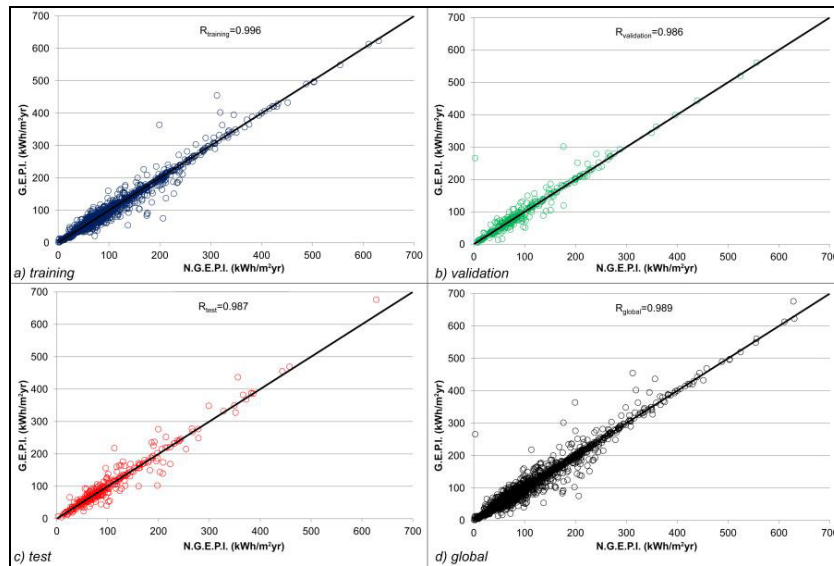 700
600
500
400
300
200
100
0
G.E.P.I. (kWh/m²yr)
R_training=0.996
0 100 200 300 400 500 600 700
N.G.E.P.I. (kWh/m²yr)
a) training
700
600
500
400
300
200
100
0
G.E.P.I. (kWh/m²yr)
R_validation=0.986
0 100 200 300 400 500 600 700
N.G.E.P.I. (kWh/m²yr)
b) validation
700
600
500
400
300
200
100
0
G.E.P.I. (kWh/m²yr)
R_test=0.987
0 100 200 300 400 500 600 700
N.G.E.P.I. (kWh/m²yr)
c) test
700
600
500
400
300
200
100
0
G.E.P.I. (kWh/m²yr)
R_global=0.989
0 100 200 300 400 500 600 700
N.G.E.P.I. (kWh/m²yr)
d) global